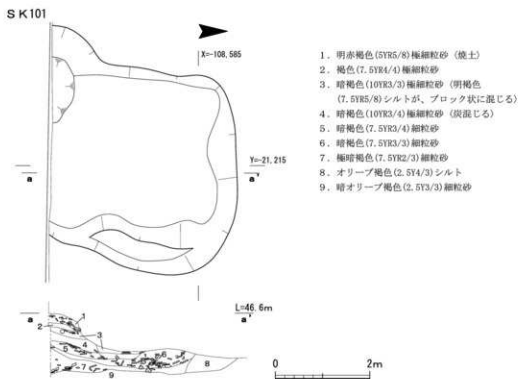 SK101
X=-108,585
Y=-21,215
a
a'
L=46.6m
a
a'
1
2
3
4
5
6
7
8
9
0
2m
1．明赤褐色(5YR5/8)極細粒砂（焼土）
2．褐色(7.5YR4/4)極細粒砂
3．暗褐色(10YR3/3)極細粒砂（明褐色
(7.5YR5/8)シルトが、ブロック状に混じる）
4．暗褐色(10YR3/4)極細粒砂（炭混じる）
5．暗褐色(7.5YR3/4)細粒砂
6．暗褐色(7.5YR3/3)細粒砂
7．極暗褐色(7.5YR2/3)細粒砂
8．オリーブ褐色(2.5Y4/3)シルト
9．暗オリーブ褐色(2.5Y3/3)細粒砂